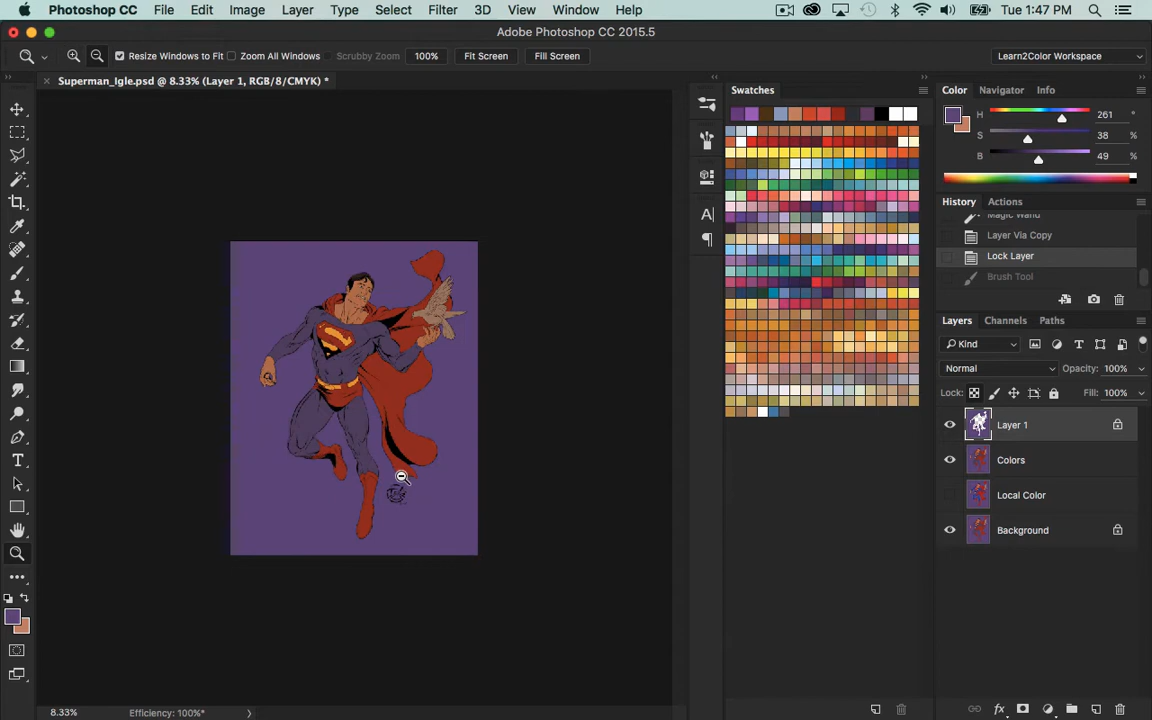 Photoshop CC File Edit Image Layer Type Select Filter 3D View Window Help Tue 1:47 PM
Adobe Photoshop CC 2015.5
Resize Windows to Fit Zoom All Windows Scrubby Zoom 100% Fit Screen Fill Screen Learn2Color Workspace
Superman_Igle.psd @ 8.33% (Layer 1, RGB/8/CMYK) *
Swatches
Color Navigator Info
H 261 °
S 38 %
B 49 %
History Actions
Magic Wand
Layer Via Copy
Lock Layer
Brush Tool
Layers Channels Paths
Kind
Normal Opacity: 100%
Lock: Fill: 100%
Layer 1
Colors
Local Color
Background
8.33% Efficiency: 100%*